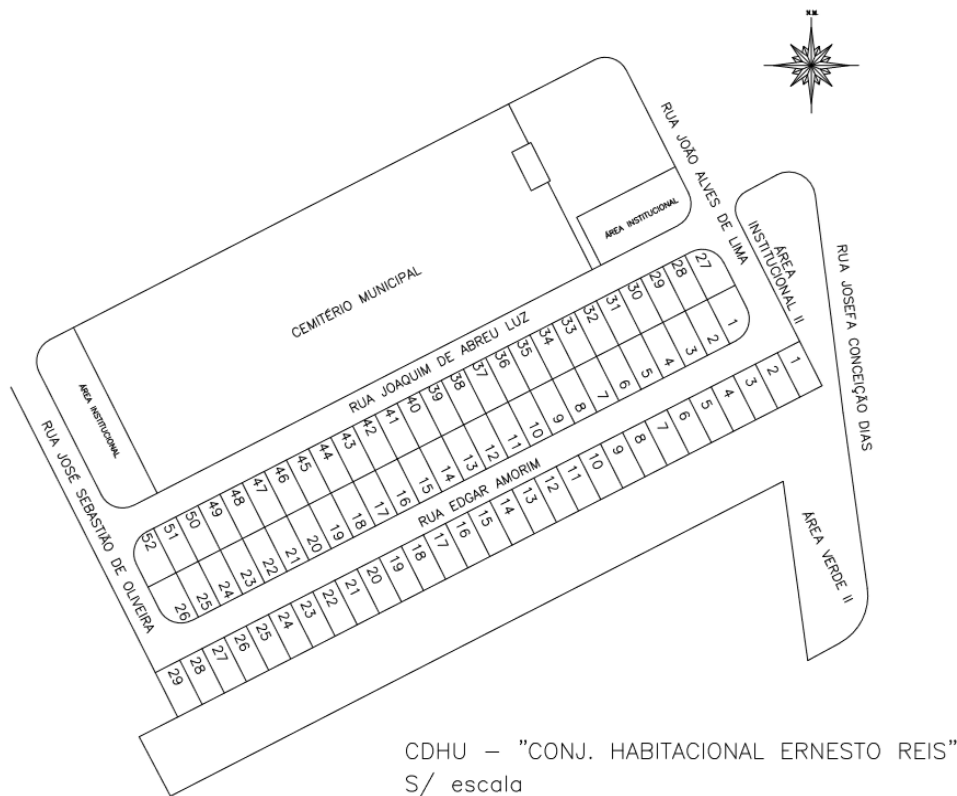 N.M.
RUA JOÃO ALVES DE LIMA
ÁREA INSTITUCIONAL
ÁREA
INSTITUCIONAL II
RUA JOSEFA CONCEIÇÃO DIAS
CEMITÉRIO MUNICIPAL
RUA JOAQUIM DE ABREU LUZ
ÁREA INSTITUCIONAL
RUA JOSÉ SEBASTIÃO DE OLIVEIRA
52 51 50 49 48 47 46 45 44 43 42 41 40 39 38 37 36 35 34 33 32 31 30 29 28 27
26 25 24 23 22 21 20 19 18 17 16 15 14 13 12 11 10 9 8 7 6 5 4 3 2 1
RUA EDGAR AMORIM
29 28 27 26 25 24 23 22 21 20 19 18 17 16 15 14 13 12 11 10 9 8 7 6 5 4 3 2 1
ÁREA VERDE II
CDHU – "CONJ. HABITACIONAL ERNESTO REIS"
S/ escala